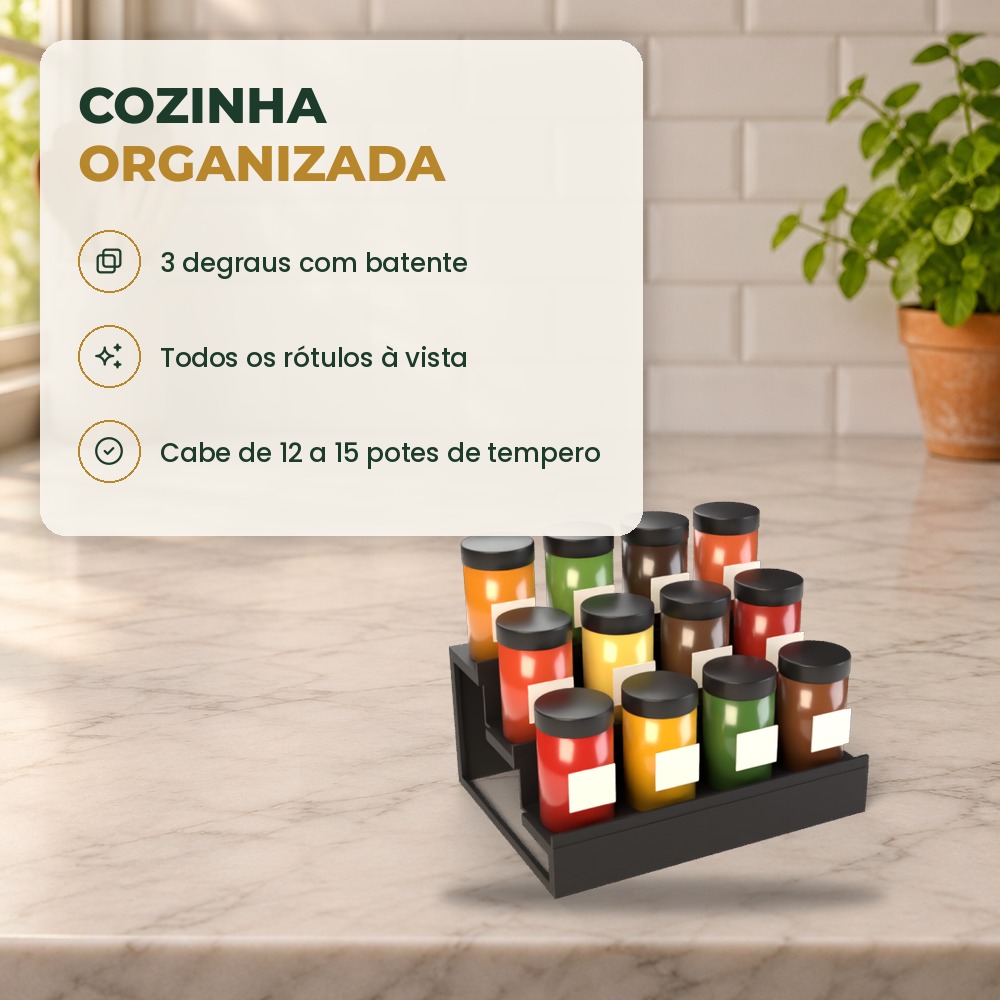 COZINHA
ORGANIZADA
3 degraus com batente
Todos os rótulos à vista
Cabe de 12 a 15 potes de tempero